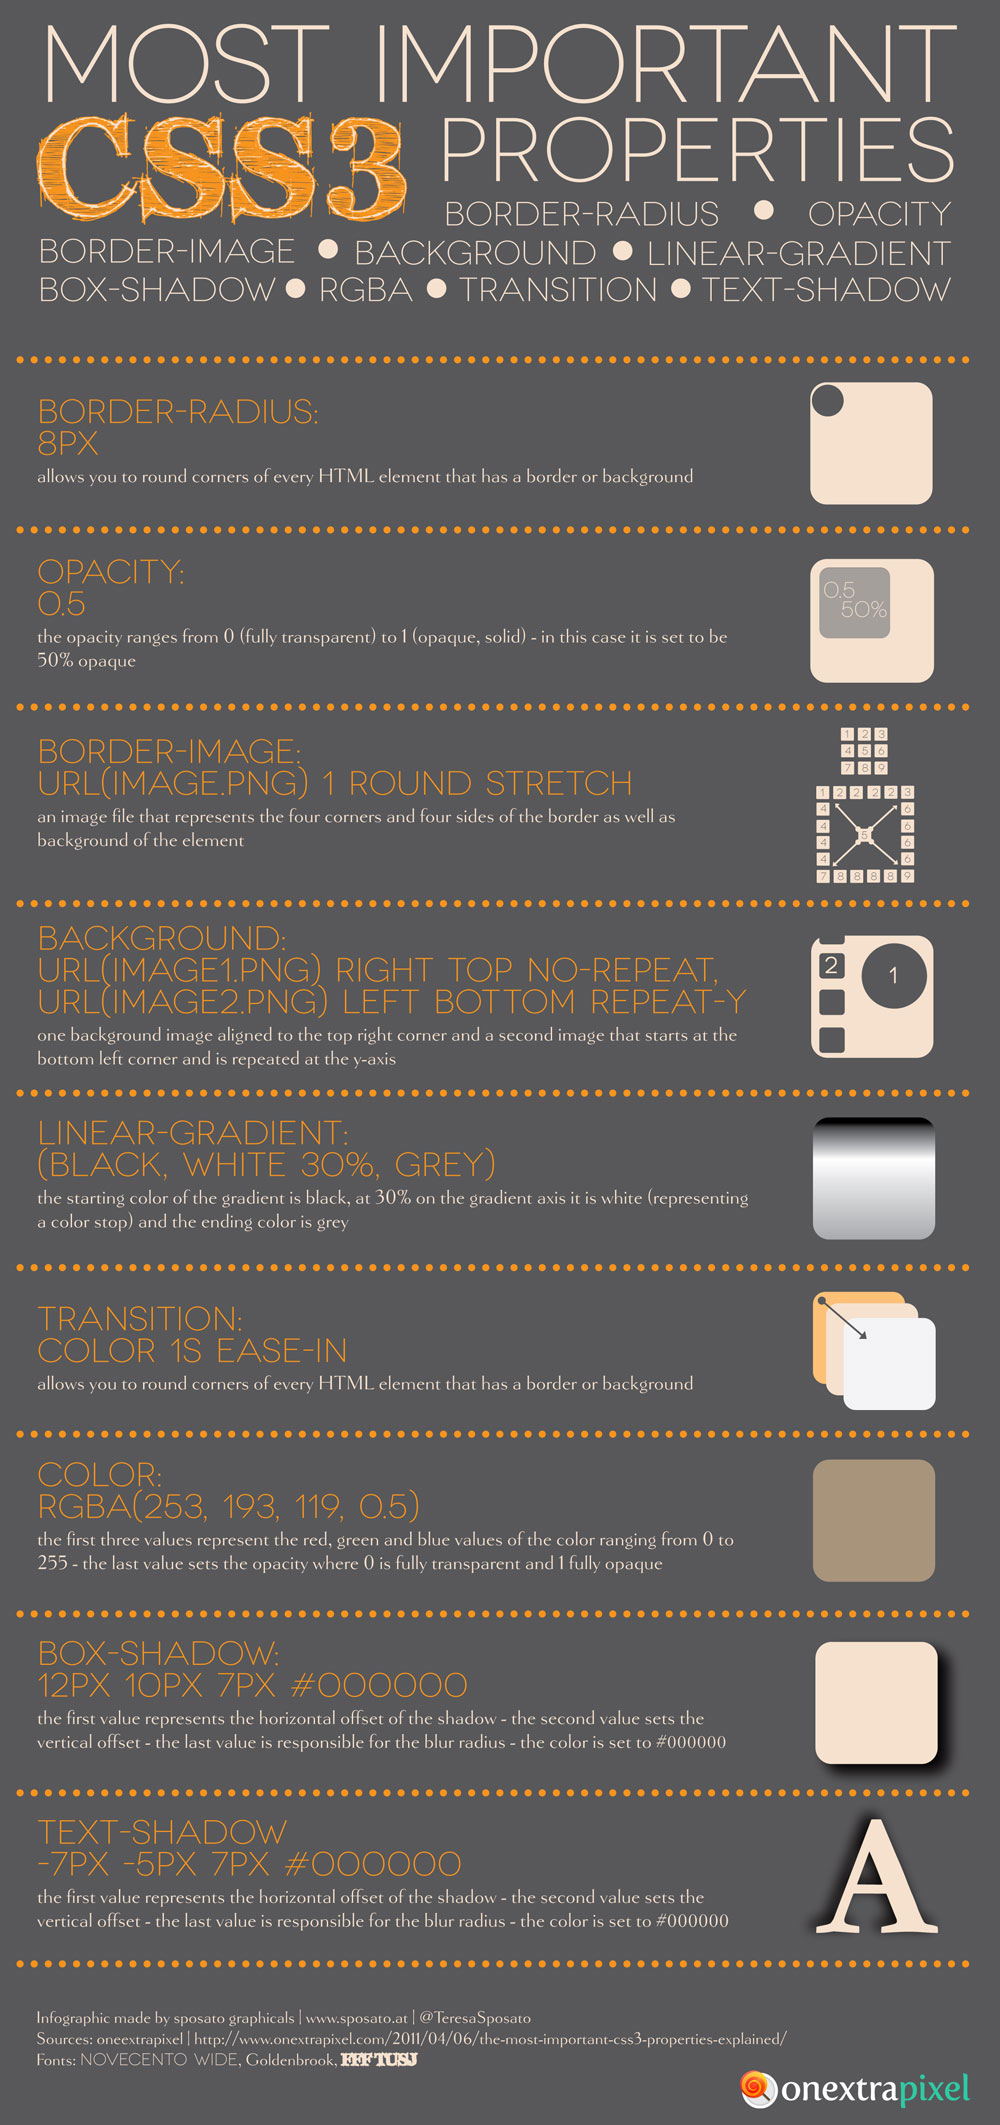 MOST IMPORTANT
CSS3 PROPERTIES
BORDER-RADIUS ● OPACITY
BORDER-IMAGE ● BACKGROUND ● LINEAR-GRADIENT
BOX-SHADOW ● RGBA ● TRANSITION ● TEXT-SHADOW
BORDER-RADIUS:
8PX
allows you to round corners of every HTML element that has a border or background
OPACITY:
0.5
the opacity ranges from 0 (fully transparent) to 1 (opaque, solid) - in this case it is set to be
50% opaque
0.5
50%
BORDER-IMAGE:
URL(IMAGE.PNG) 1 ROUND STRETCH
an image file that represents the four corners and four sides of the border as well as
background of the element
1 2 3
4 5 6
7 8 9
1 2 2 2 2 3
4 6
4 5 6
4 6
4 6
7 8 8 8 8 9
BACKGROUND:
URL(IMAGE1.PNG) RIGHT TOP NO-REPEAT,
URL(IMAGE2.PNG) LEFT BOTTOM REPEAT-Y
one background image aligned to the top right corner and a second image that starts at the
bottom left corner and is repeated at the y-axis
2 1
LINEAR-GRADIENT:
(BLACK, WHITE 30%, GREY)
the starting color of the gradient is black, at 30% on the gradient axis it is white (representing
a color stop) and the ending color is grey
TRANSITION:
COLOR 1S EASE-IN
allows you to round corners of every HTML element that has a border or background
COLOR:
RGBA(253, 193, 119, 0.5)
the first three values represent the red, green and blue values of the color ranging from 0 to
255 - the last value sets the opacity where 0 is fully transparent and 1 fully opaque
BOX-SHADOW:
12PX 10PX 7PX #000000
the first value represents the horizontal offset of the shadow - the second value sets the
vertical offset - the last value is responsible for the blur radius - the color is set to #000000
TEXT-SHADOW
-7PX -5PX 7PX #000000
the first value represents the horizontal offset of the shadow - the second value sets the
vertical offset - the last value is responsible for the blur radius - the color is set to #000000
A
Infographic made by sposato graphicals | www.sposato.at | @TeresaSposato
Sources: oneextrapixel | http://www.onextrapixel.com/2011/04/06/the-most-important-css3-properties-explained/
Fonts: NOVECENTO WIDE, Goldenbrook, FFF TUSJ
onextrapixel